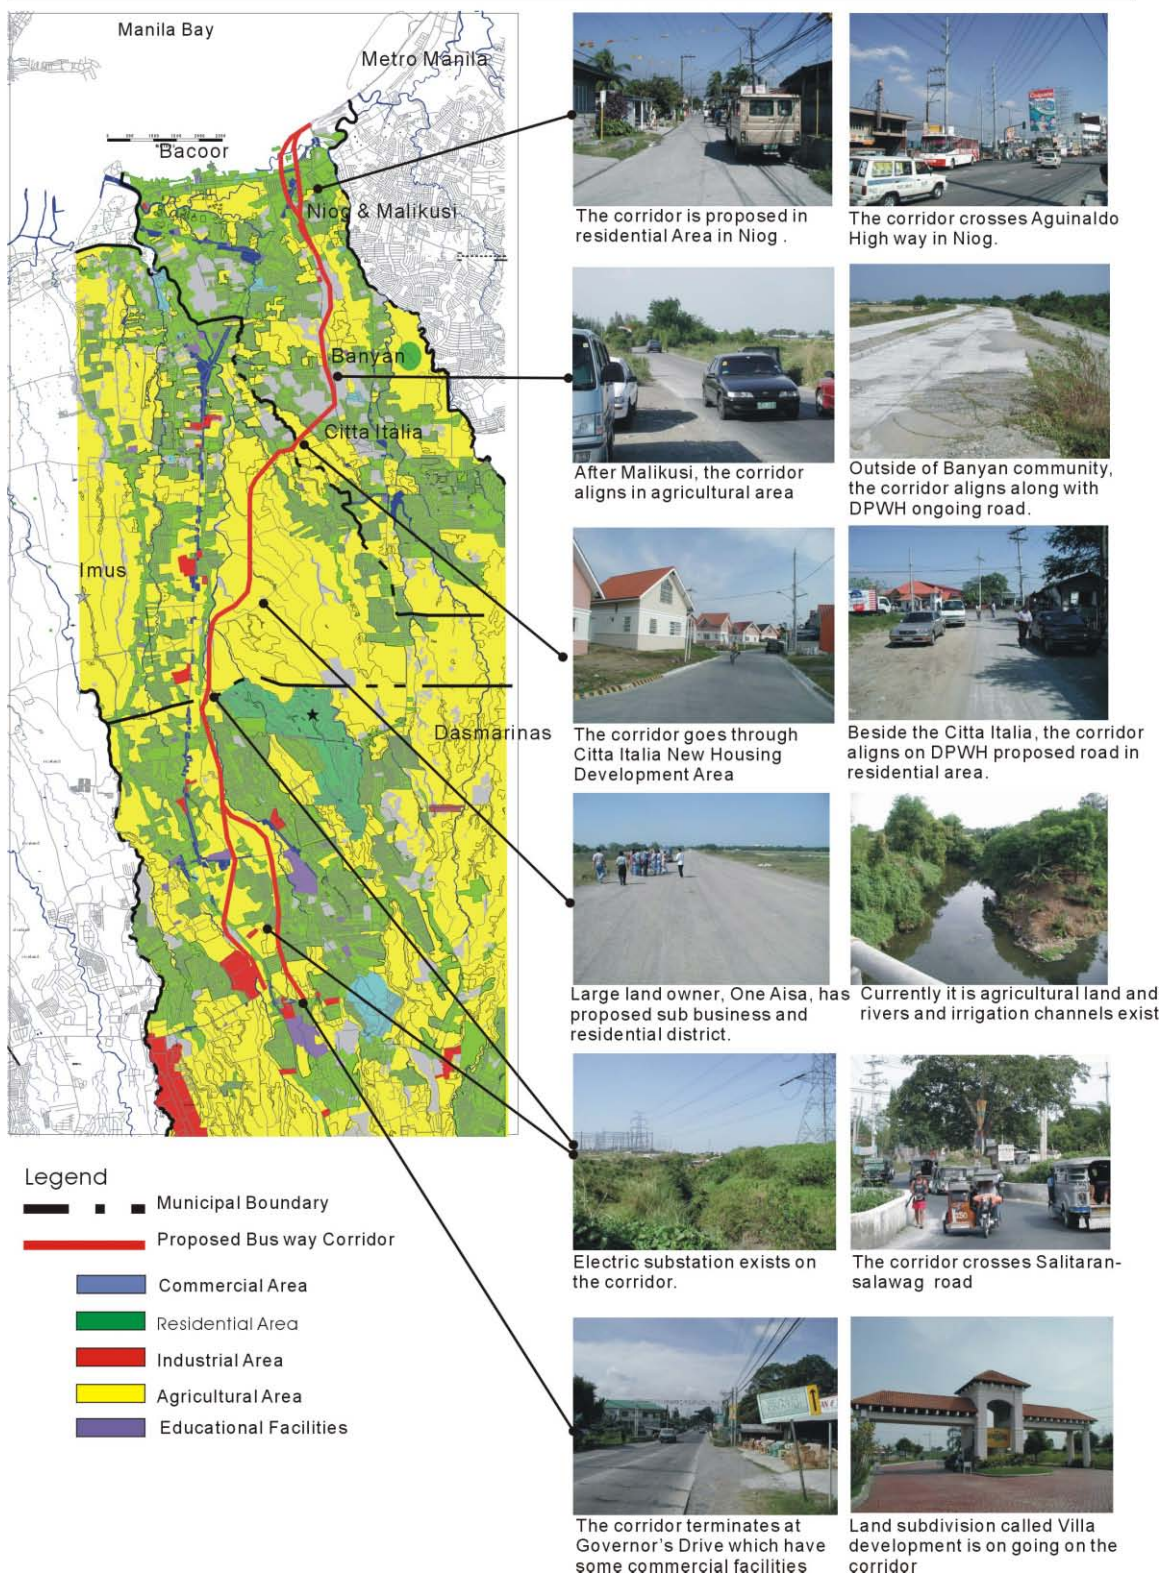 Manila Bay
Metro Manila
Bacoor
Niog & Malikusi
Banyan
Citta Italia
Imus
Dasmarinas
Legend
Municipal Boundary
Proposed Bus way Corridor
Commercial Area
Residential Area
Industrial Area
Agricultural Area
Educational Facilities
The corridor is proposed in
residential Area in Niog .
The corridor crosses Aguinaldo
High way in Niog.
After Malikusi, the corridor
aligns in agricultural area
Outside of Banyan community,
the corridor aligns along with
DPWH ongoing road.
The corridor goes through
Citta Italia New Housing
Development Area
Beside the Citta Italia, the corridor
aligns on DPWH proposed road in
residential area.
Large land owner, One Aisa, has
proposed sub business and
residential district.
Currently it is agricultural land and
rivers and irrigation channels exist
Electric substation exists on
the corridor.
The corridor crosses Salitaran-
salawag road
The corridor terminates at
Governor's Drive which have
some commercial facilities
Land subdivision called Villa
development is on going on the
corridor